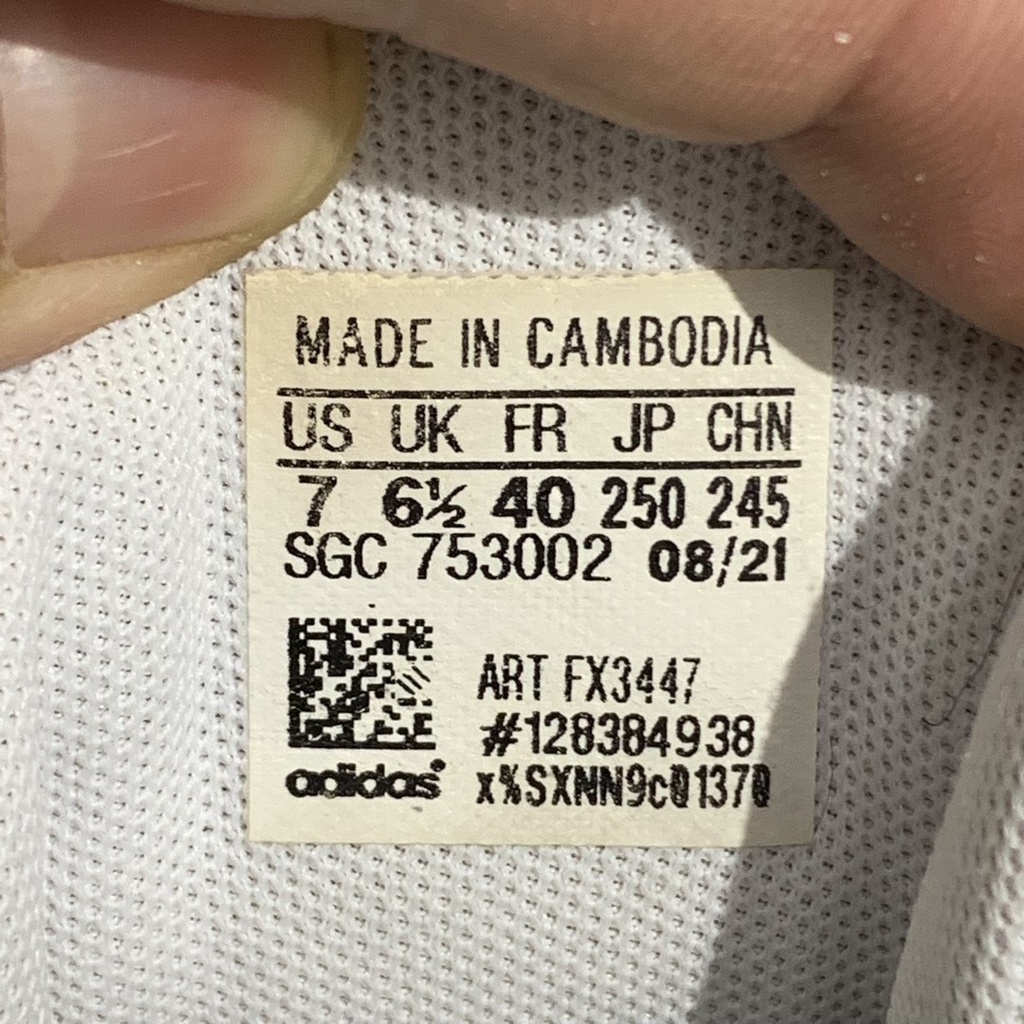 MADE IN CAMBODIA
US UK FR JP CHN
7 6½ 40 250 245
SGC 753002 08/21
ART FX3447
#128384938
adidas® x%SXNN9cQ1370